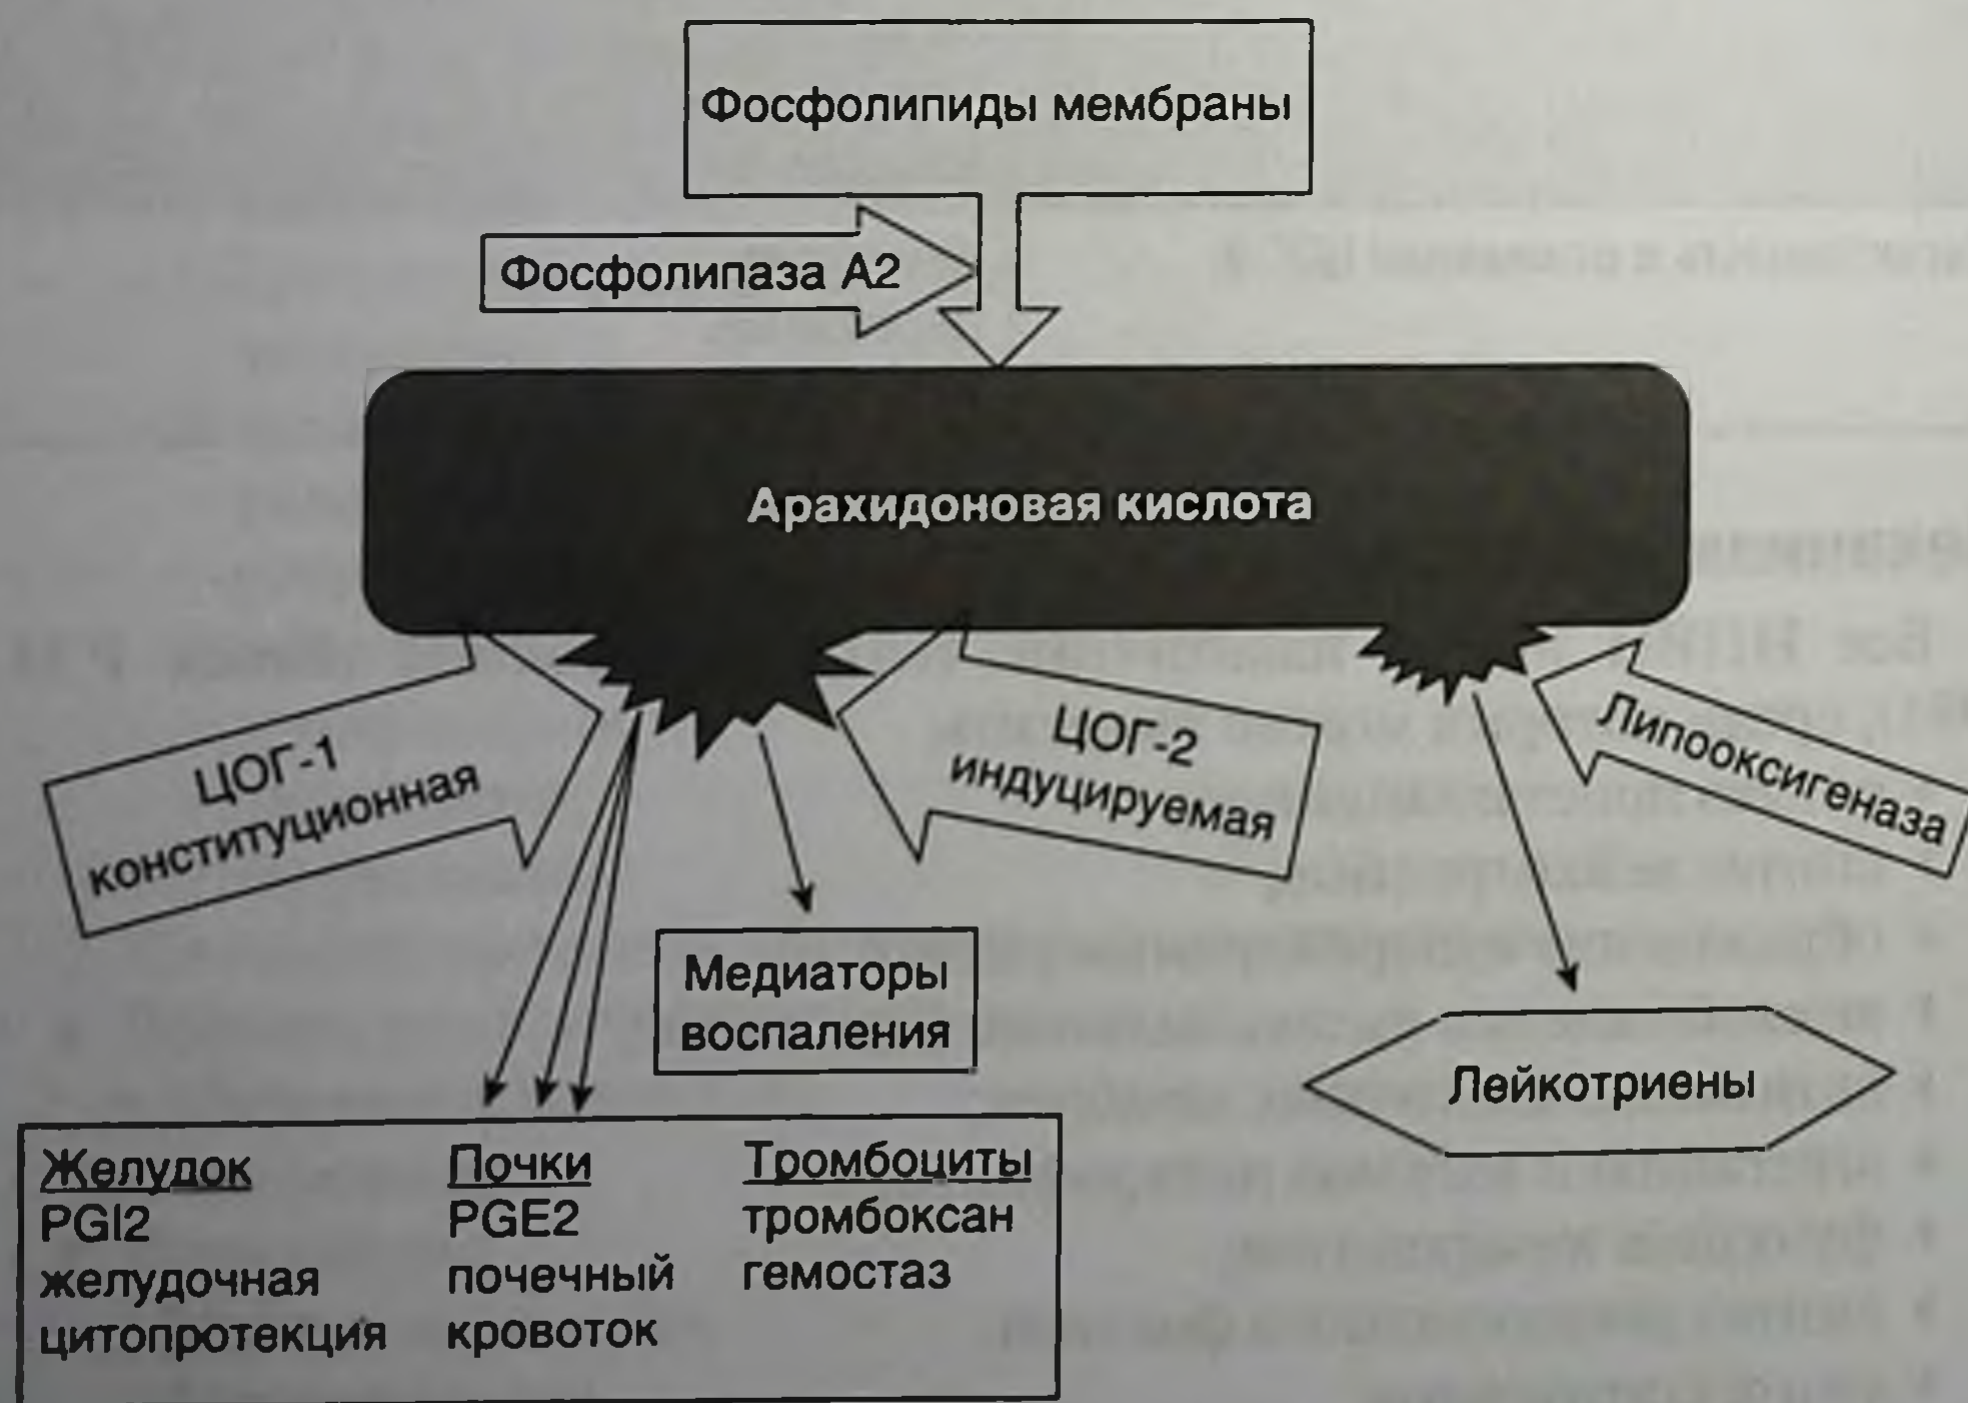 Фосфолипиды мембраны
Фосфолипаза А2
Арахидоновая кислота
ЦОГ-1
конституционная
ЦОГ-2
индуцируемая
Липооксигеназа
Медиаторы
воспаления
Лейкотриены
Желудок Почки Тромбоциты
PGI2 PGE2 тромбоксан
желудочная почечный гемостаз
цитопротекция кровоток